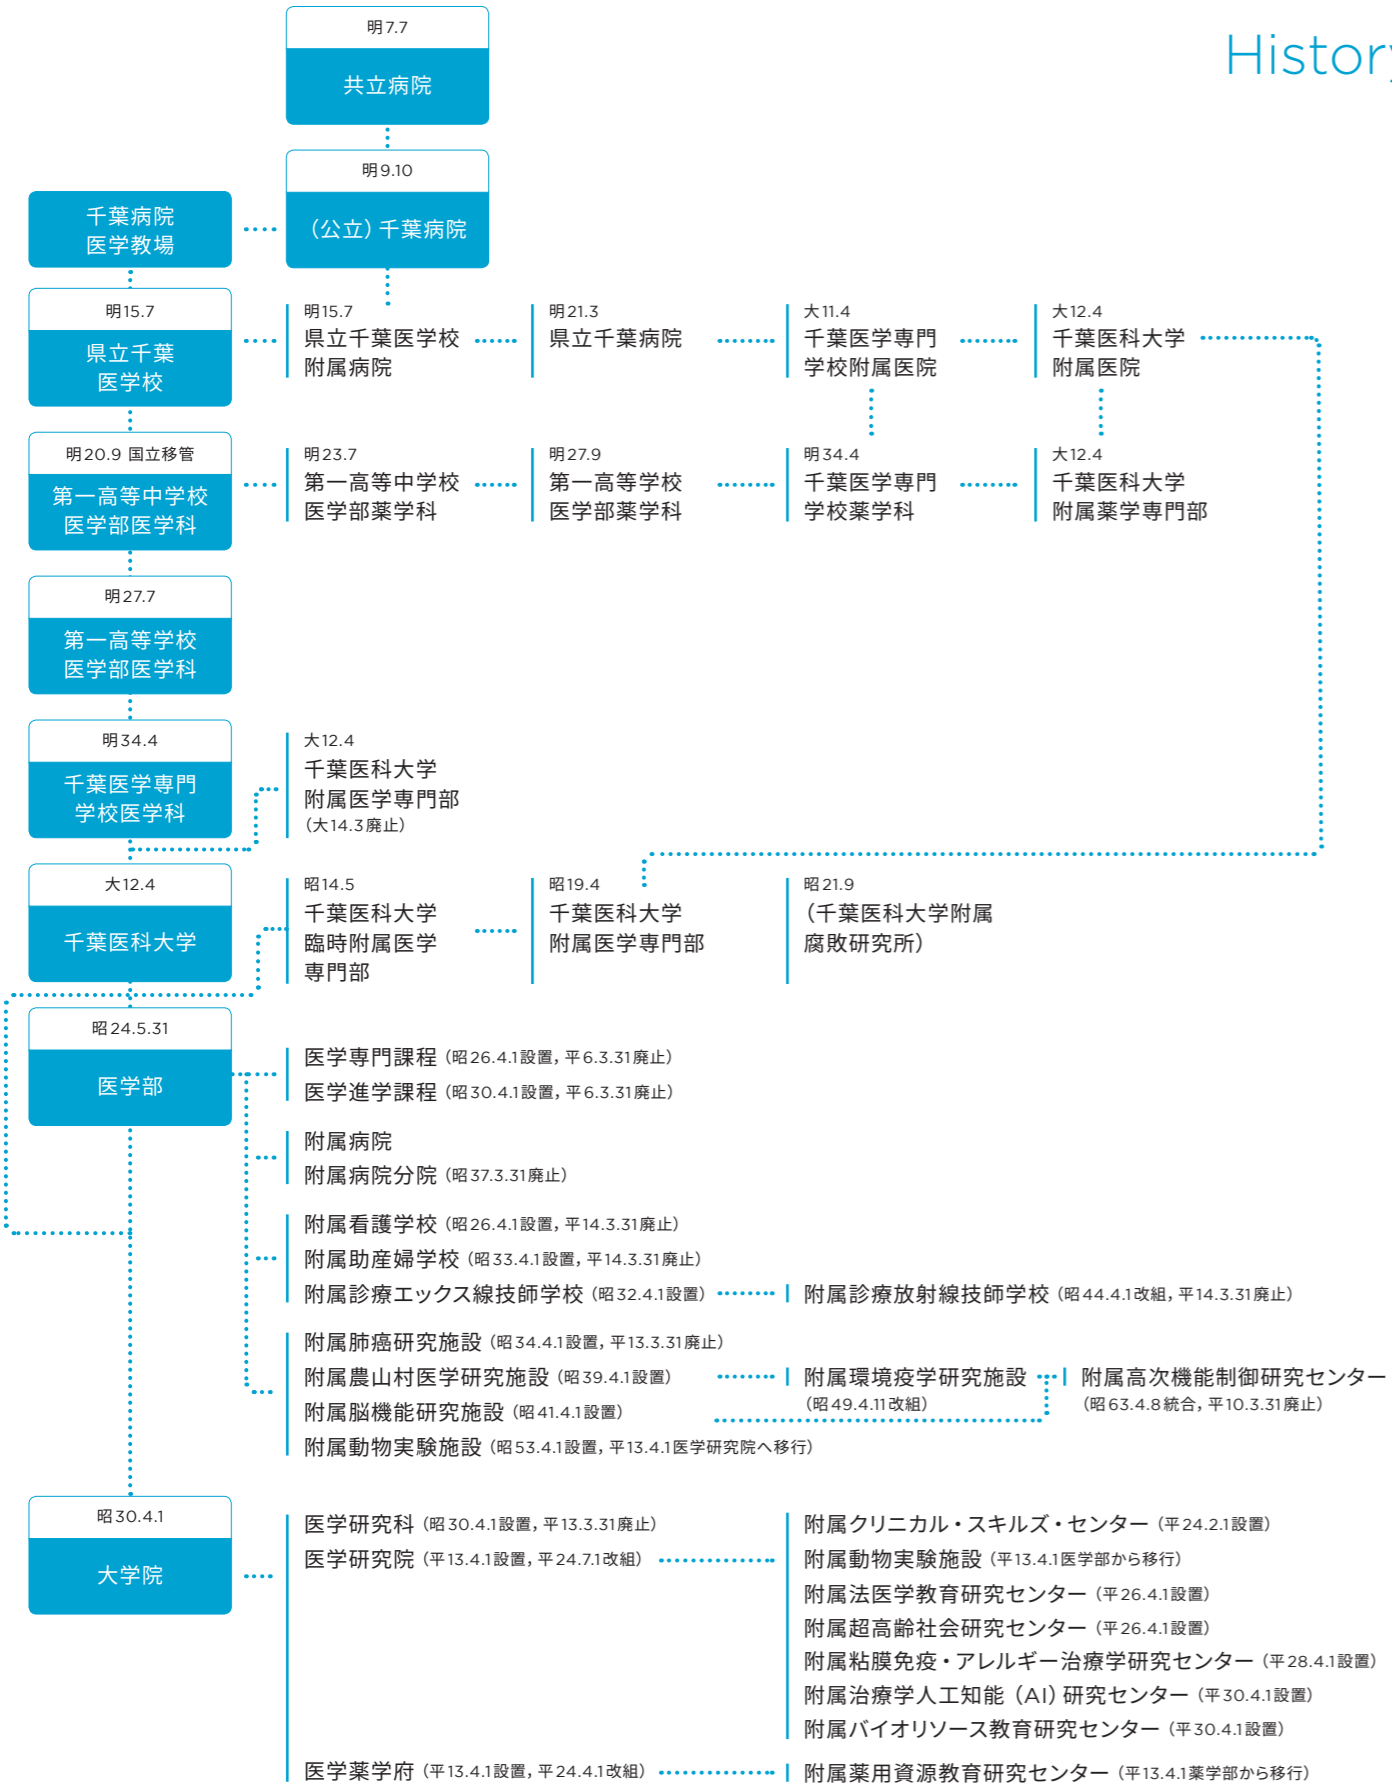 History
明7.7
共立病院
明9.10
（公立）千葉病院
千葉病院
医学教場
明15.7
県立千葉
医学校
明15.7
県立千葉医学校
附属病院
明21.3
県立千葉病院
大11.4
千葉医学専門
学校附属医院
大12.4
千葉医科大学
附属医院
明20.9 国立移管
第一高等中学校
医学部医学科
明23.7
第一高等中学校
医学部薬学科
明27.9
第一高等学校
医学部薬学科
明34.4
千葉医学専門
学校薬学科
大12.4
千葉医科大学
附属薬学専門部
明27.7
第一高等学校
医学部医学科
明34.4
千葉医学専門
学校医学科
大12.4
千葉医科大学
附属医学専門部
（大14.3廃止）
大12.4
千葉医科大学
昭14.5
千葉医科大学
臨時附属医学
専門部
昭19.4
千葉医科大学
附属医学専門部
昭21.9
（千葉医科大学附属
腐敗研究所）
昭24.5.31
医学部
医学専門課程（昭26.4.1設置，平6.3.31廃止）
医学進学課程（昭30.4.1設置，平6.3.31廃止）
附属病院
附属病院分院（昭37.3.31廃止）
附属看護学校（昭26.4.1設置，平14.3.31廃止）
附属助産婦学校（昭33.4.1設置，平14.3.31廃止）
附属診療エックス線技師学校（昭32.4.1設置）
附属診療放射線技師学校（昭44.4.1改組，平14.3.31廃止）
附属肺癌研究施設（昭34.4.1設置，平13.3.31廃止）
附属農山村医学研究施設（昭39.4.1設置）
附属環境疫学研究施設
（昭49.4.11改組）
附属高次機能制御研究センター
（昭63.4.8統合，平10.3.31廃止）
附属脳機能研究施設（昭41.4.1設置）
附属動物実験施設（昭53.4.1設置，平13.4.1医学研究院へ移行）
昭30.4.1
大学院
医学研究科（昭30.4.1設置，平13.3.31廃止）
医学研究院（平13.4.1設置，平24.7.1改組）
附属クリニカル・スキルズ・センター（平24.2.1設置）
附属動物実験施設（平13.4.1医学部から移行）
附属法医学教育研究センター（平26.4.1設置）
附属超高齢社会研究センター（平26.4.1設置）
附属粘膜免疫・アレルギー治療学研究センター（平28.4.1設置）
附属治療学人工知能（AI）研究センター（平30.4.1設置）
附属バイオリソース教育研究センター（平30.4.1設置）
医学薬学府（平13.4.1設置，平24.4.1改組）
附属薬用資源教育研究センター（平13.4.1薬学部から移行）